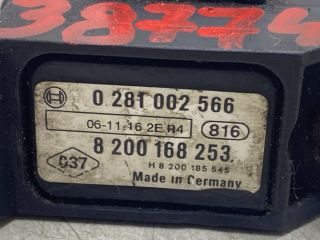 38774
0 281 002 566
06-11-16 2E R4 816
8 200 168 253
H 8 200 185 545
D37 Made in Germany